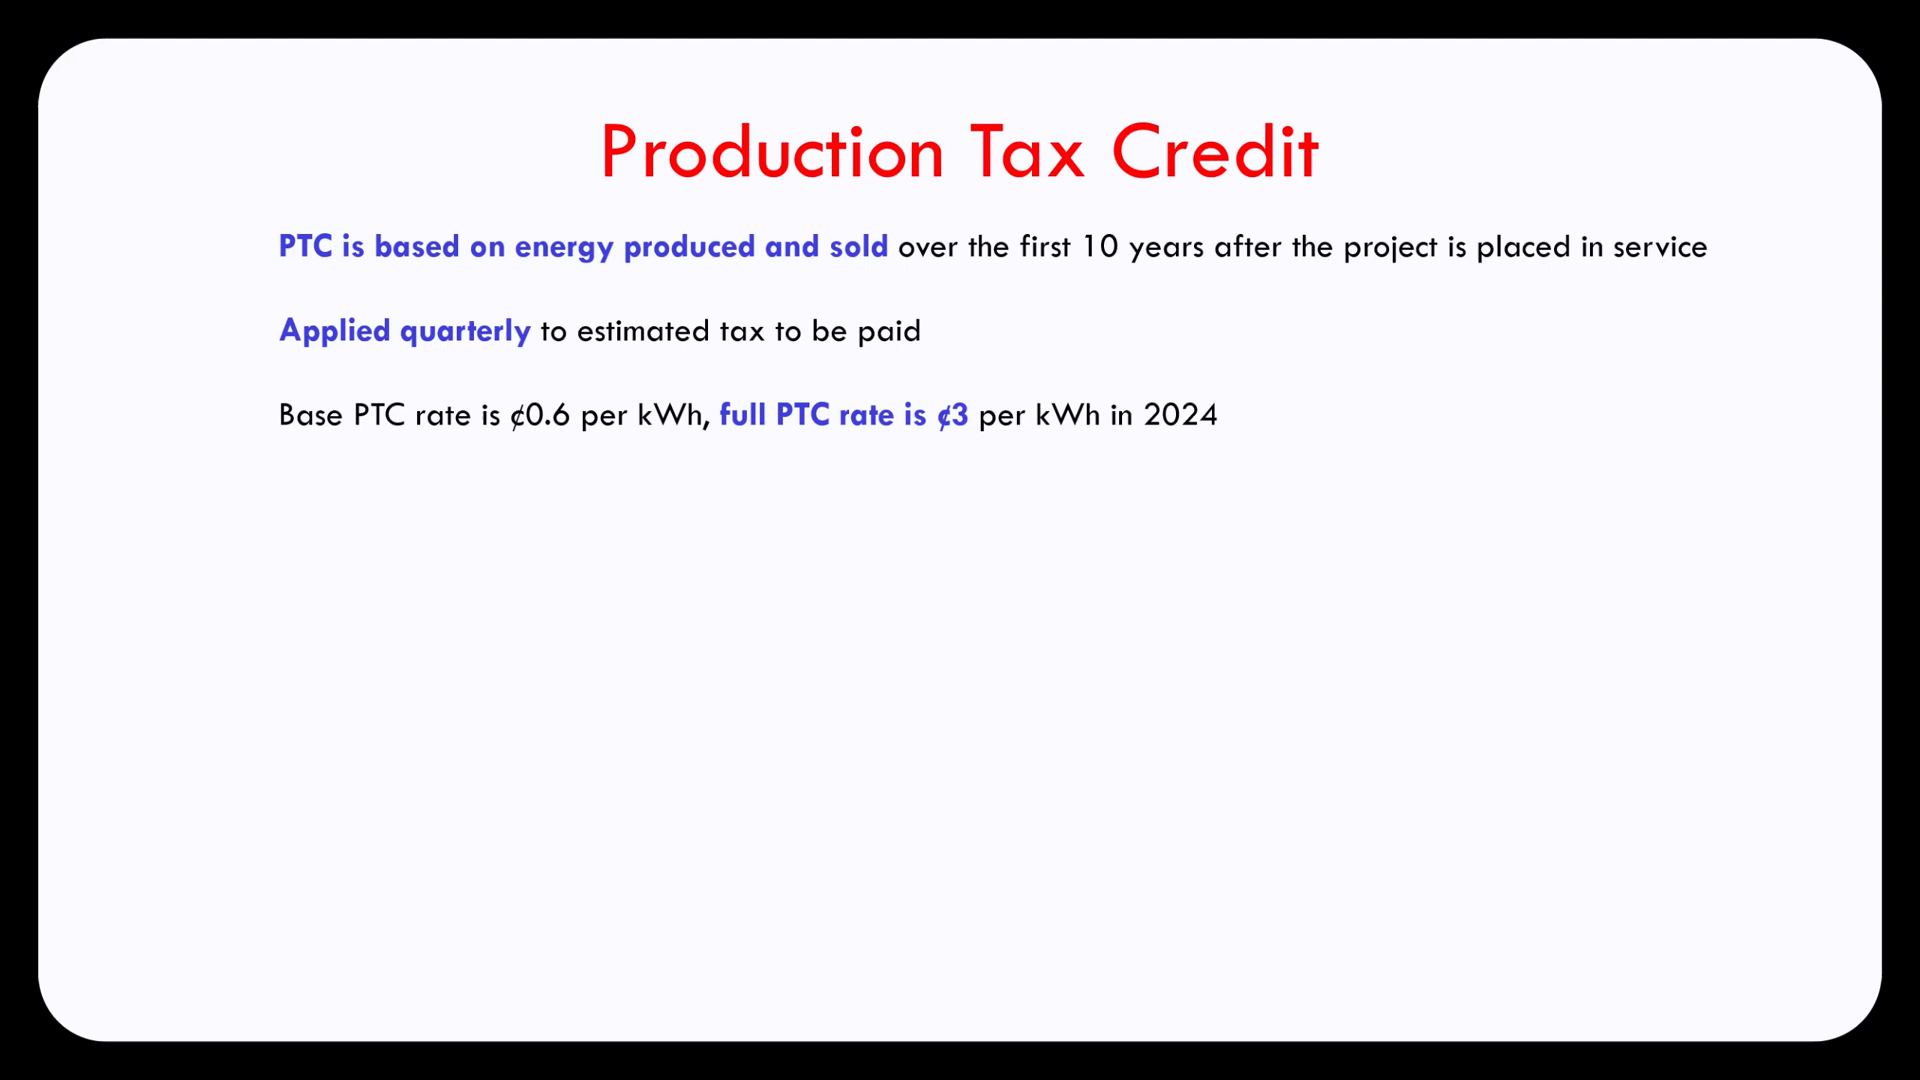 Production Tax Credit
PTC is based on energy produced and sold over the first 10 years after the project is placed in service
Applied quarterly to estimated tax to be paid
Base PTC rate is ¢0.6 per kWh, full PTC rate is ¢3 per kWh in 2024